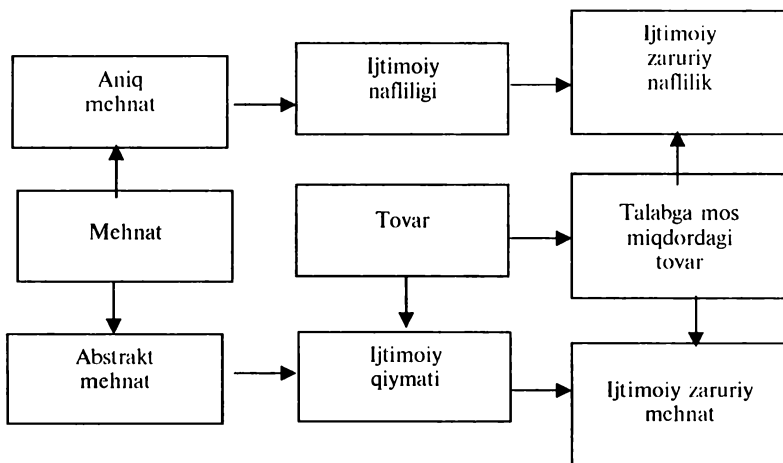 Aniq
mehnat
Ijtimoiy
nafliligi
Ijtimoiy
zaruriy
naflilik
Mehnat
Tovar
Talabga mos
miqdordagi
tovar
Abstrakt
mehnat
Ijtimoiy
qiymati
Ijtimoiy zaruriy
mehnat